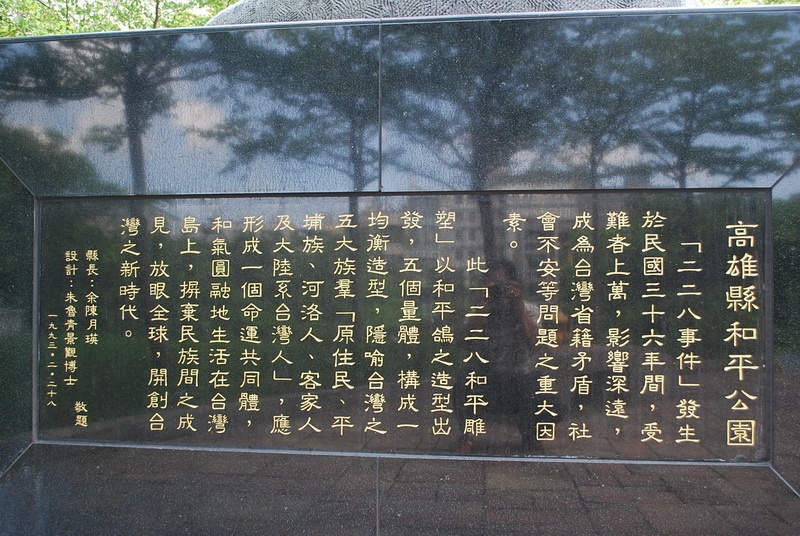 高雄縣和平公園
「二二八事件」發生
於民國三十六年間，受
難者上萬，影響深遠，
成為台灣省籍矛盾，社
會不安等問題之重大因
素。
此「二二八和平雕
塑」以和平鴿之造型出
發，五個量體，構成一
均衡造型，隱喻台灣之
五大族羣「原住民、平
埔族、河洛人、客家人
及大陸系台灣人」，應
形成一個命運共同體，
和氣圓融地生活在台灣
島上，摒棄民族間之成
見，放眼全球，開創台
灣之新時代。
縣長：余陳月瑛
設計：朱魯青景觀博士
敬題
一九九三．二．二十八